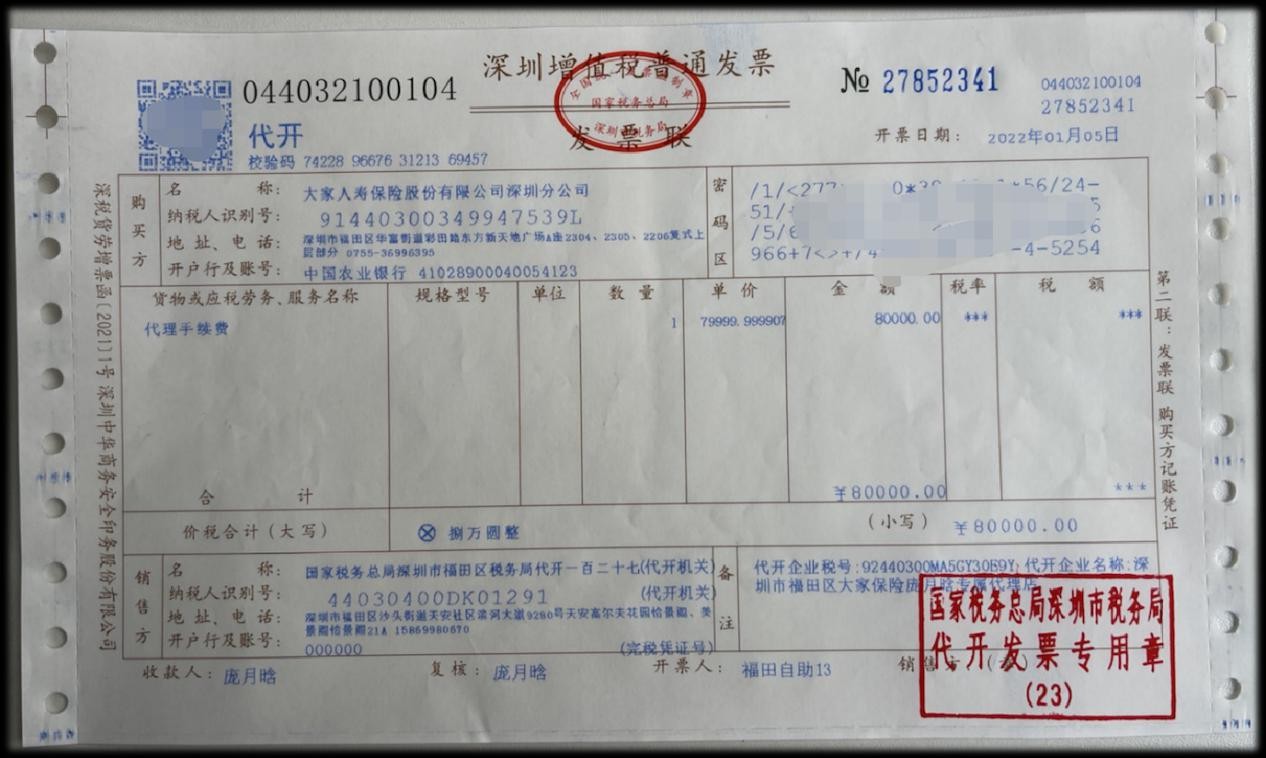 深圳增值税普通发票
发票联
全国统一发票监制章
国家税务总局
深圳市税务局
044032100104
代开
校验码 74228 96676 31213 69457
№ 27852341
044032100104
27852341
开票日期： 2022年01月05日
购买方
名称： 大家人寿保险股份有限公司深圳分公司
纳税人识别号： 91440300349947539L
地址、电话： 深圳市福田区华富街道彩田路东方新天地广场A座2304、2305、2206复式上
层部分 0755-36996395
开户行及账号： 中国农业银行 41028900040054123
密码区
/1/<277
56/24-
51/
/5/6
966+7<>/4
-4-5254
货物或应税劳务、服务名称 规格型号 单位 数量 单价 金额 税率 税额
代理手续费 1 79999.999907 80000.00 *** ***
合计 ￥80000.00 ***
价税合计（大写） ⊗ 捌万圆整 （小写） ￥80000.00
销售方
名称： 国家税务总局深圳市福田区税务局代开一百二十七(代开机关)
纳税人识别号： 44030400DK01291 (代开机关)
地址、电话： 深圳市福田区沙头街道天安社区滨河大道9280号天安高尔夫花园怡景阁、美
景阁怡景阁21A 15869980670
开户行及账号： 000000 (完税凭证号)
备注
代开企业税号:92440300MA5GY30E9Y 代开企业名称:深
圳市福田区大家保险庞月晗专属代理店
收款人： 庞月晗 复核： 庞月晗 开票人： 福田自助13 销售方：（章）
国家税务总局深圳市税务局
代开发票专用章
(23)
深税货劳增票函〔2021〕1号 深圳中华商务安全印务股份有限公司
第二联：发票联 购买方记账凭证